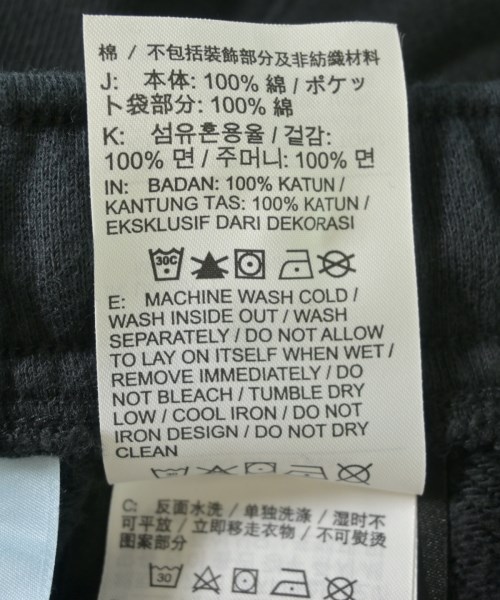 棉 / 不包括裝飾部分及非紡織材料
J: 本体: 100% 綿 / ポケッ
ト袋部分: 100% 綿
K: 섬유혼용율 / 겉감:
100% 면 / 주머니: 100% 면
IN: BADAN: 100% KATUN /
KANTUNG TAS: 100% KATUN /
EKSKLUSIF DARI DEKORASI
30C
E: MACHINE WASH COLD /
WASH INSIDE OUT / WASH
SEPARATELY / DO NOT ALLOW
TO LAY ON ITSELF WHEN WET /
REMOVE IMMEDIATELY / DO
NOT BLEACH / TUMBLE DRY
LOW / COOL IRON / DO NOT
IRON DESIGN / DO NOT DRY
CLEAN
C: 反面水洗 / 单独洗涤 / 湿时不
可平放 / 立即移走衣物 / 不可熨烫
图案部分
30